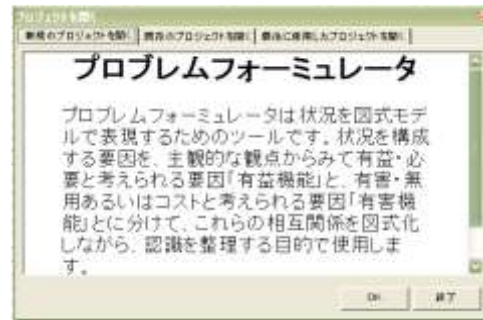 プロジェクトを開く
新規のプロジェクトを開く 既存のプロジェクトを開く 最後に使用したプロジェクトを開く
プロブレムフォーミュレータ
プロブレムフォーミュレータは状況を図式モデ
ルで表現するためのツールです。状況を構成
する要因を、主観的な観点からみて有益・必
要と考えられる要因「有益機能」と、有害・無
用あるいはコストと考えられる要因「有害機
能」とに分けて、これらの相互関係を図式化
しながら、認識を整理する目的で使用しま
す。
OK 終了